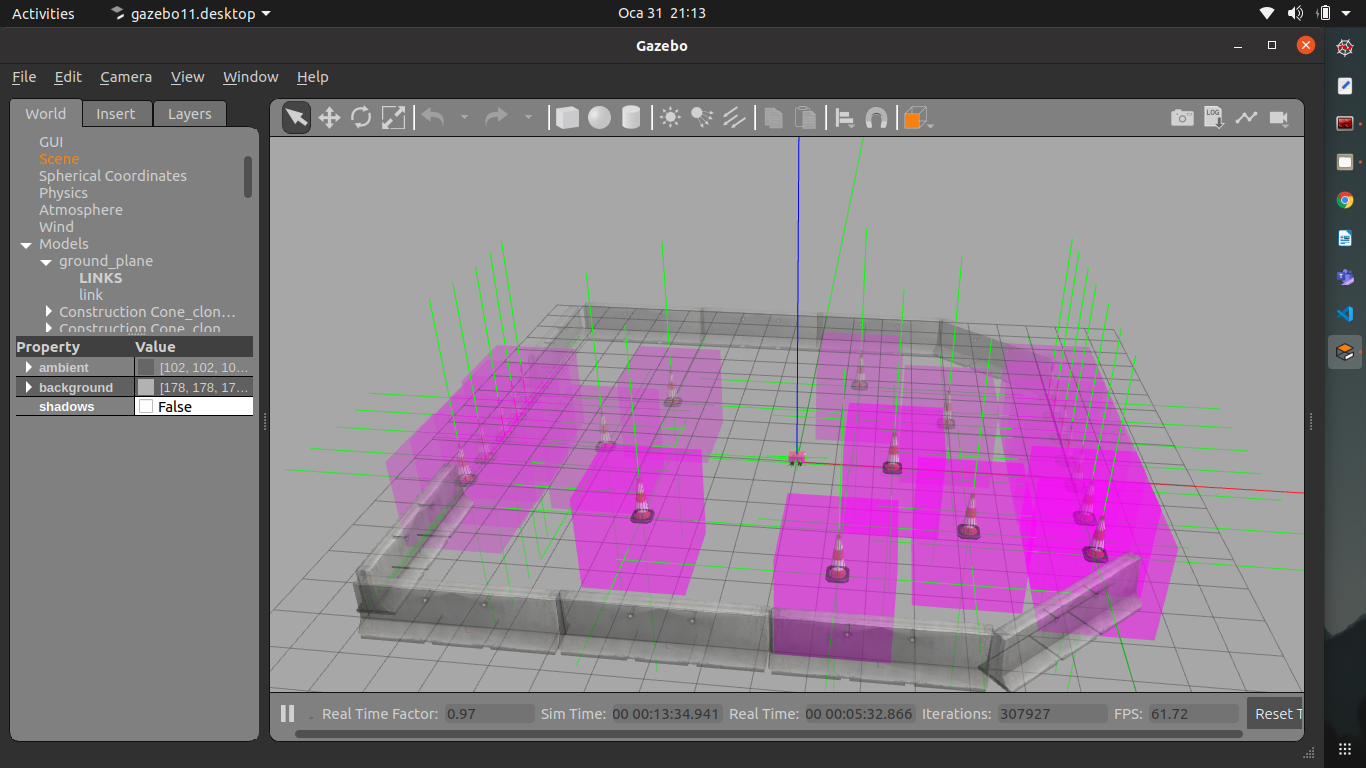 Activities gazebo11.desktop Oca 31 21:13
Gazebo
File Edit Camera View Window Help
World Insert Layers
LOG
GUI
Scene
Spherical Coordinates
Physics
Atmosphere
Wind
Models
ground_plane
LINKS
link
Construction Cone_clon...
Construction Cone_clon
Property Value
ambient [102, 102, 10...
background [178, 178, 17...
shadows False
Real Time Factor: 0.97 Sim Time: 00 00:13:34.941 Real Time: 00 00:05:32.866 Iterations: 307927 FPS: 61.72 Reset T